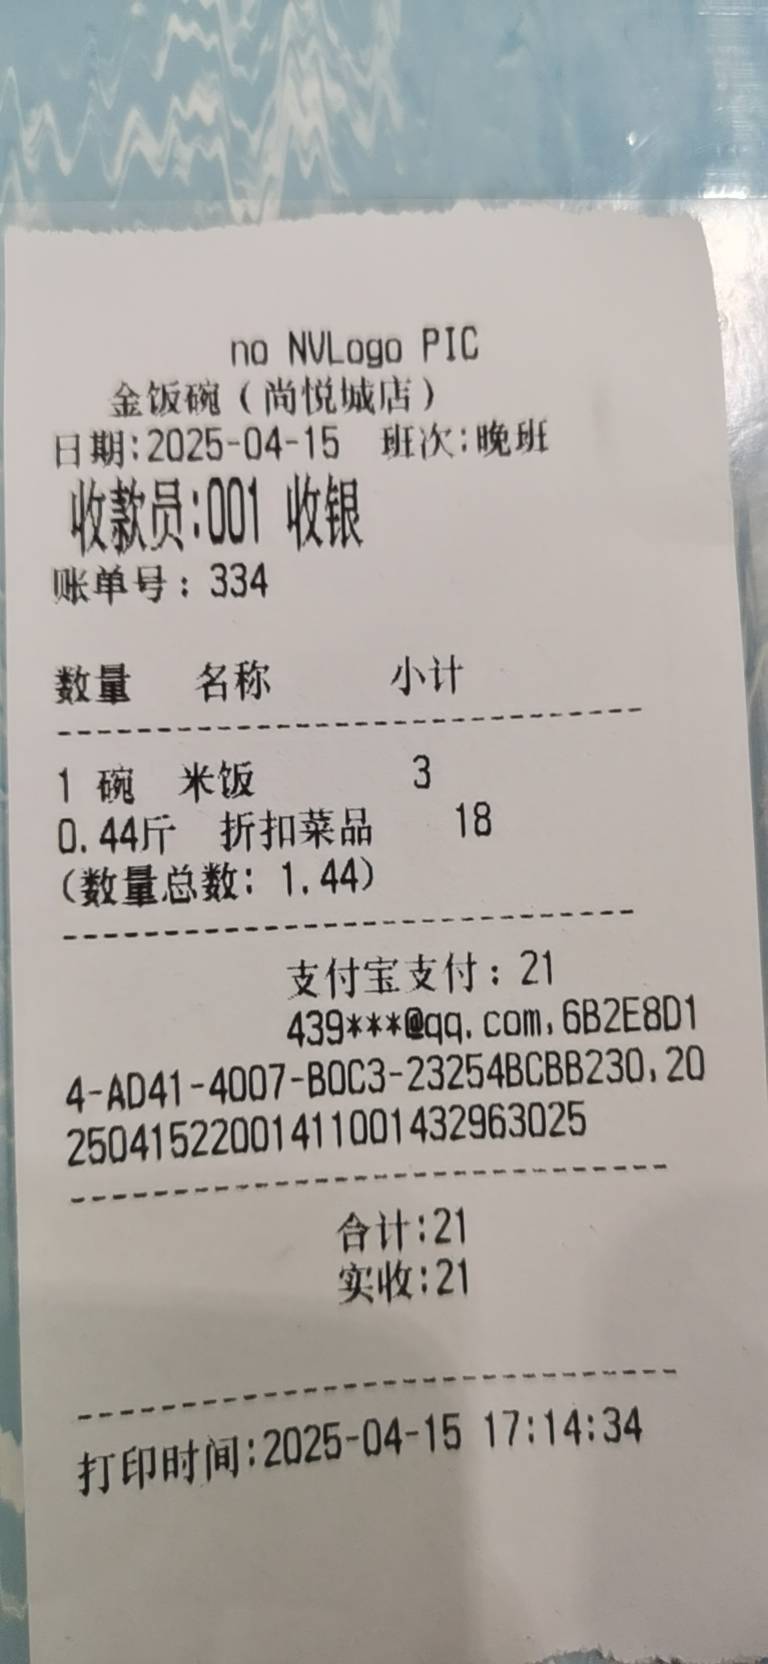 no NVLogo PIC
金饭碗（尚悦城店）
日期:2025-04-15 班次:晚班
收款员:001 收银
账单号：334
数量 名称 小计
--------------------------------
1 碗 米饭 3
0.44斤 折扣菜品 18
(数量总数: 1.44)
--------------------------------
支付宝支付：21
439***@qq.com,6B2E8D1
4-AD41-4007-B0C3-23254BCBB230,20
25041522001411001432963025
--------------------------------
合计:21
实收:21
--------------------------------
打印时间:2025-04-15 17:14:34